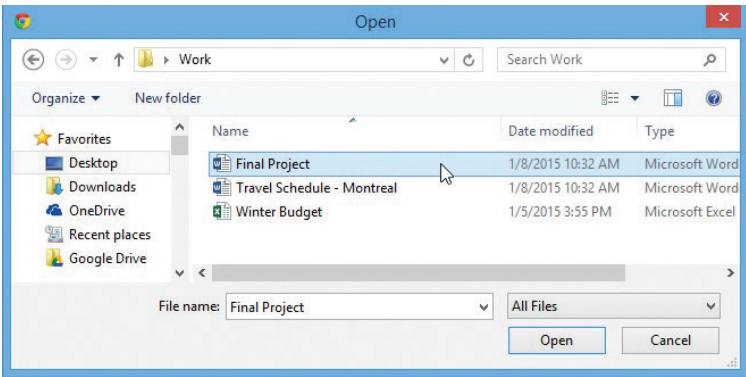 Open
Work
Search Work
Organize
New folder
Name
Date modified
Type
Favorites
Desktop
Downloads
OneDrive
Recent places
Google Drive
Final Project
1/8/2015 10:32 AM
Microsoft Word
Travel Schedule - Montreal
1/8/2015 10:32 AM
Microsoft Word
Winter Budget
1/5/2015 3:55 PM
Microsoft Excel
File name:
Final Project
All Files
Open
Cancel